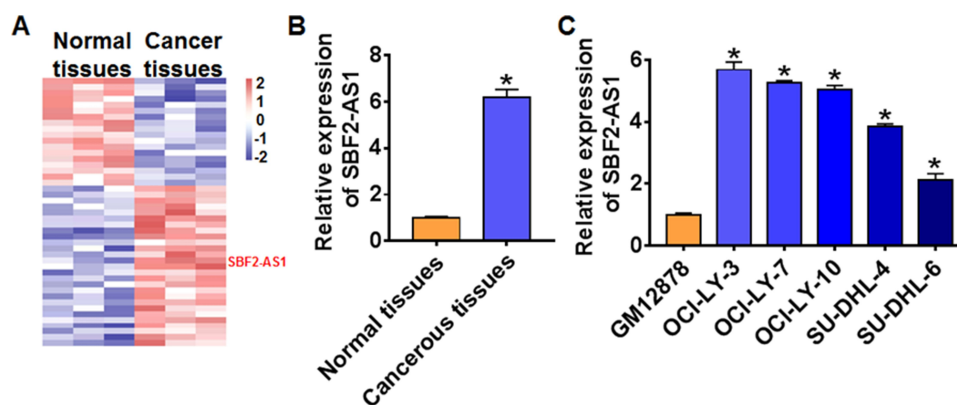 A
Normal Cancer
tissues tissues
2
1
0
-1
-2
SBF2-AS1
B
Relative expression
of SBF2-AS1
8
6
4
2
0
*
Normal tissues
Cancerous tissues
C
Relative expression
of SBF2-AS1
6
4
2
0
*
*
*
*
*
GM12878
OCI-LY-3
OCI-LY-7
OCI-LY-10
SU-DHL-4
SU-DHL-6